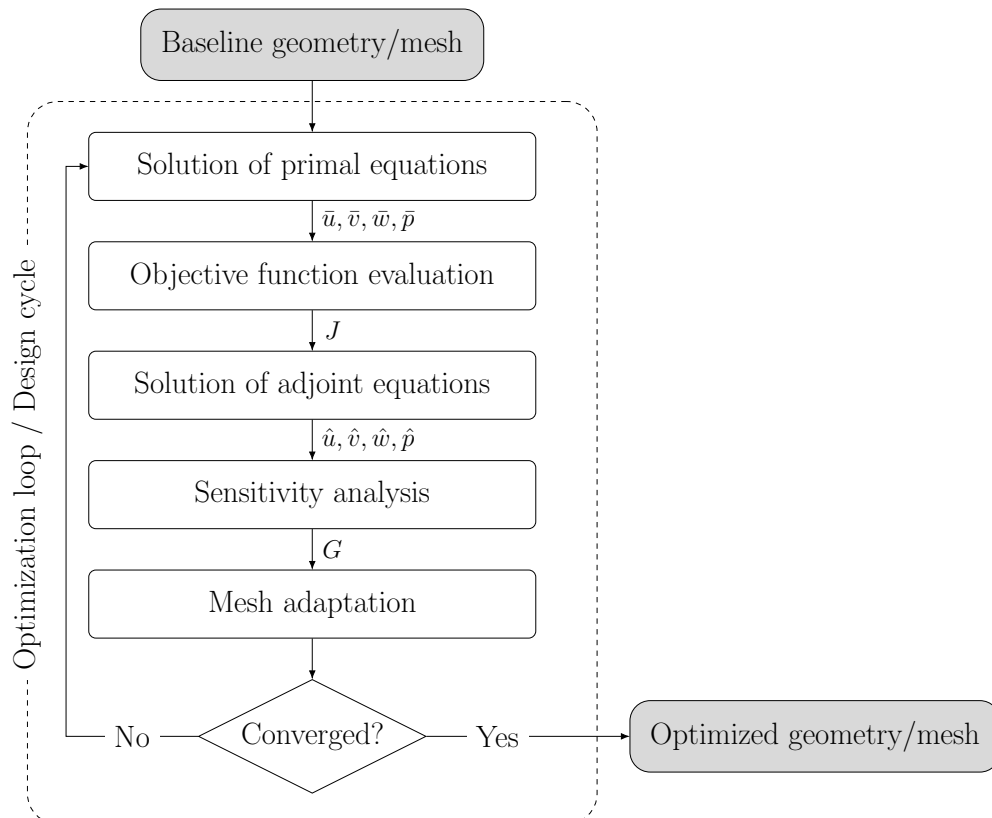 Baseline geometry/mesh
Solution of primal equations
ū, v̄, w̄, p̄
Objective function evaluation
J
Solution of adjoint equations
û, v̂, ŵ, p̂
Sensitivity analysis
G
Mesh adaptation
Converged?
No
Yes
Optimized geometry/mesh
Optimization loop / Design cycle